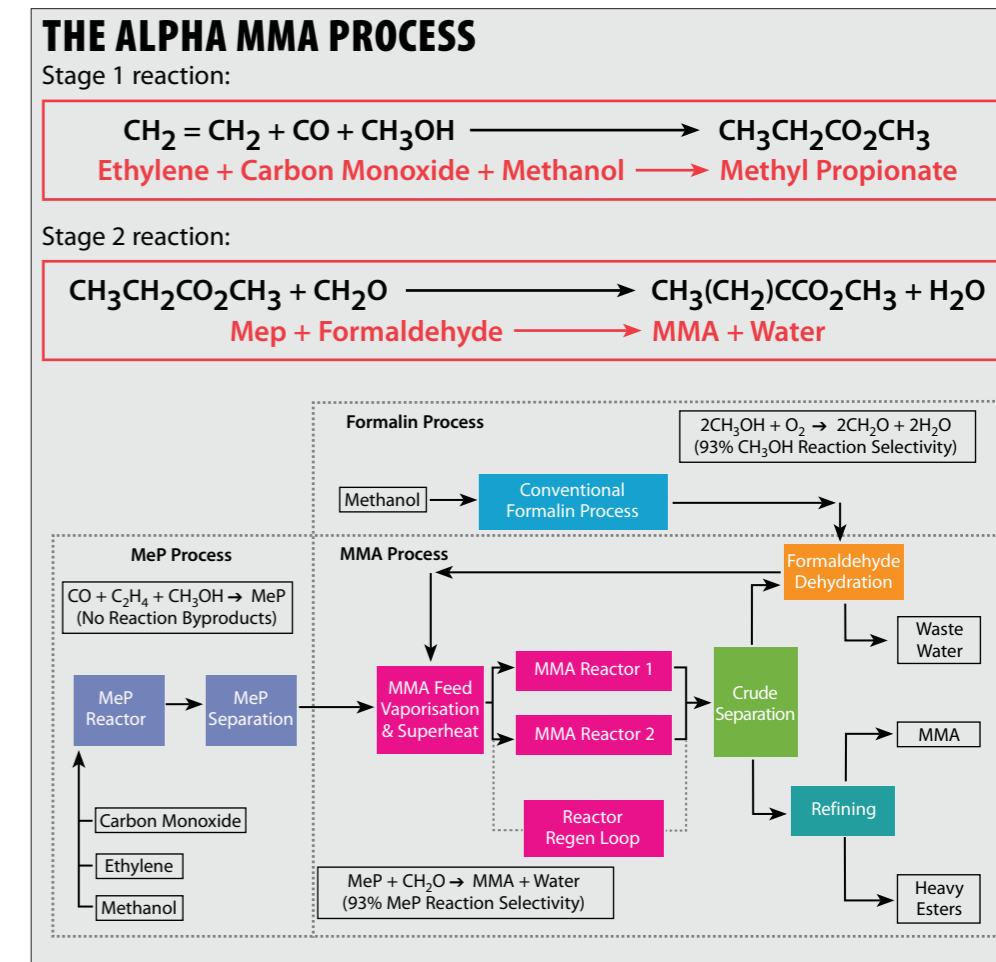 THE ALPHA MMA PROCESS
Stage 1 reaction:
CH2 = CH2 + CO + CH3OH → CH3CH2CO2CH3
Ethylene + Carbon Monoxide + Methanol → Methyl Propionate
Stage 2 reaction:
CH3CH2CO2CH3 + CH2O → CH3(CH2)CCO2CH3 + H2O
Mep + Formaldehyde → MMA + Water
Formalin Process
2CH3OH + O2 → 2CH2O + 2H2O
(93% CH3OH Reaction Selectivity)
Methanol
Conventional
Formalin Process
MeP Process
CO + C2H4 + CH3OH → MeP
(No Reaction Byproducts)
MMA Process
Formaldehyde
Dehydration
Waste
Water
MeP
Reactor
MeP
Separation
MMA Feed
Vaporisation
& Superheat
MMA Reactor 1
MMA Reactor 2
Crude
Separation
MMA
Reactor
Regen Loop
Refining
Carbon Monoxide
Ethylene
Methanol
MeP + CH2O → MMA + Water
(93% MeP Reaction Selectivity)
Heavy
Esters